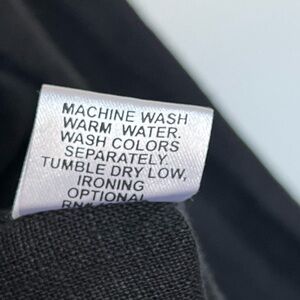 MACHINE WASH
WARM WATER.
WASH COLORS
SEPARATELY.
TUMBLE DRY LOW,
IRONING
OPTIONAL